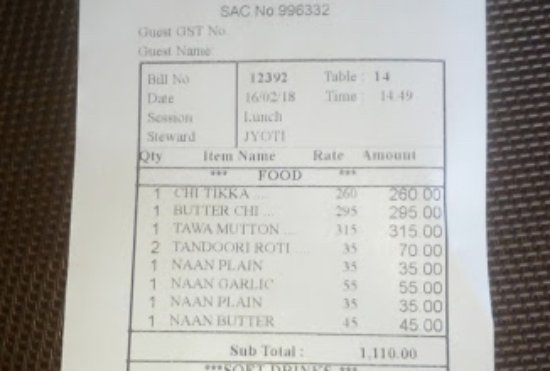 SAC No.996332
Guest GST No
Guest Name
Bill No 12392 Table : 14
Date 16/02/18 Time : 14.49
Session Lunch
Steward JYOTI
Qty Item Name Rate Amount
*** FOOD ***
1 CHI TIKKA .... 260 260.00
1 BUTTER CHI .... 295 295.00
1 TAWA MUTTON .... 315 315.00
2 TANDOORI ROTI .... 35 70.00
1 NAAN PLAIN 35 35.00
1 NAAN GARLIC 55 55.00
1 NAAN PLAIN 35 35.00
1 NAAN BUTTER 45 45.00
Sub Total : 1,110.00
***SOFT DRINKS ***